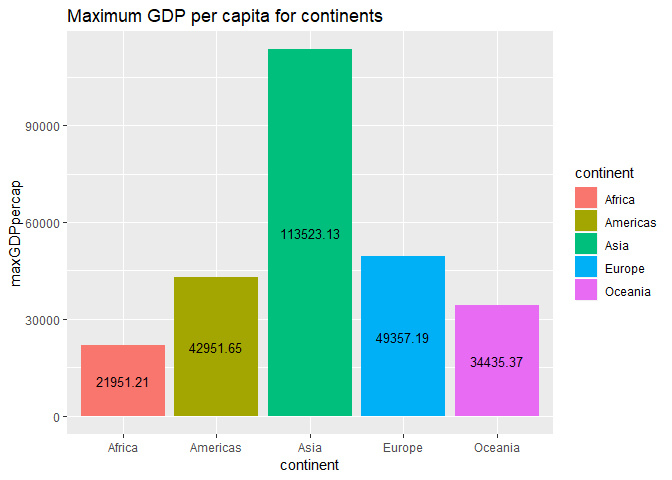 Maximum GDP per capita for continents
maxGDPpercap
90000
60000
30000
0
113523.13
49357.19
42951.65
34435.37
21951.21
Africa
Americas
Asia
Europe
Oceania
continent
continent
Africa
Americas
Asia
Europe
Oceania